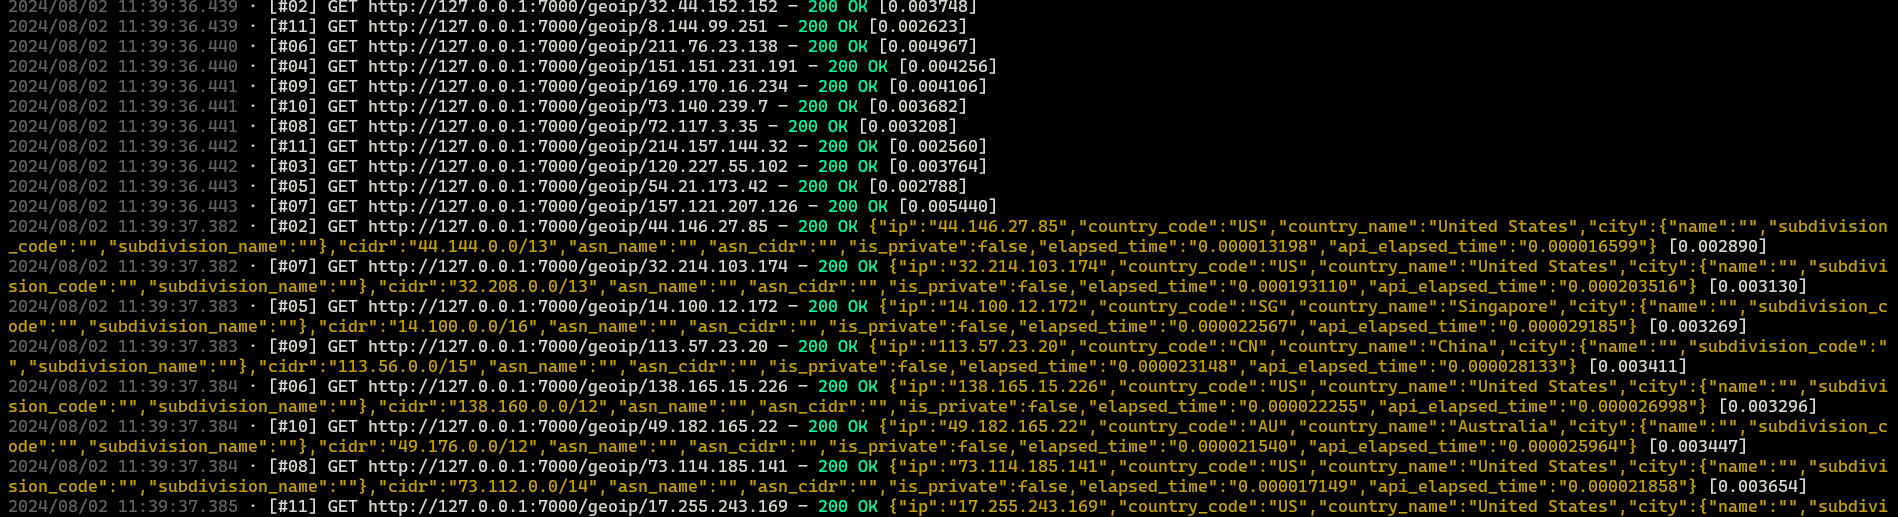 2024/08/02 11:39:36.439 · [#02] GET http://127.0.0.1:7000/geoip/32.44.152.152 – 200 OK [0.003748]
2024/08/02 11:39:36.439 · [#11] GET http://127.0.0.1:7000/geoip/8.144.99.251 – 200 OK [0.002623]
2024/08/02 11:39:36.440 · [#06] GET http://127.0.0.1:7000/geoip/211.76.23.138 – 200 OK [0.004967]
2024/08/02 11:39:36.440 · [#04] GET http://127.0.0.1:7000/geoip/151.151.231.191 – 200 OK [0.004256]
2024/08/02 11:39:36.441 · [#09] GET http://127.0.0.1:7000/geoip/169.170.16.234 – 200 OK [0.004106]
2024/08/02 11:39:36.441 · [#10] GET http://127.0.0.1:7000/geoip/73.140.239.7 – 200 OK [0.003682]
2024/08/02 11:39:36.441 · [#08] GET http://127.0.0.1:7000/geoip/72.117.3.35 – 200 OK [0.003208]
2024/08/02 11:39:36.442 · [#11] GET http://127.0.0.1:7000/geoip/214.157.144.32 – 200 OK [0.002560]
2024/08/02 11:39:36.442 · [#03] GET http://127.0.0.1:7000/geoip/120.227.55.102 – 200 OK [0.003764]
2024/08/02 11:39:36.443 · [#05] GET http://127.0.0.1:7000/geoip/54.21.173.42 – 200 OK [0.002788]
2024/08/02 11:39:36.443 · [#07] GET http://127.0.0.1:7000/geoip/157.121.207.126 – 200 OK [0.005440]
2024/08/02 11:39:37.382 · [#02] GET http://127.0.0.1:7000/geoip/44.146.27.85 – 200 OK {"ip":"44.146.27.85","country_code":"US","country_name":"United States","city":{"name":"","subdivision
_code":"","subdivision_name":""},"cidr":"44.144.0.0/13","asn_name":"","asn_cidr":"","is_private":false,"elapsed_time":"0.000013198","api_elapsed_time":"0.000016599"} [0.002890]
2024/08/02 11:39:37.382 · [#07] GET http://127.0.0.1:7000/geoip/32.214.103.174 – 200 OK {"ip":"32.214.103.174","country_code":"US","country_name":"United States","city":{"name":"","subdivi
sion_code":"","subdivision_name":""},"cidr":"32.208.0.0/13","asn_name":"","asn_cidr":"","is_private":false,"elapsed_time":"0.000193110","api_elapsed_time":"0.000203516"} [0.003130]
2024/08/02 11:39:37.383 · [#05] GET http://127.0.0.1:7000/geoip/14.100.12.172 – 200 OK {"ip":"14.100.12.172","country_code":"SG","country_name":"Singapore","city":{"name":"","subdivision_c
ode":"","subdivision_name":""},"cidr":"14.100.0.0/16","asn_name":"","asn_cidr":"","is_private":false,"elapsed_time":"0.000022567","api_elapsed_time":"0.000029185"} [0.003269]
2024/08/02 11:39:37.383 · [#09] GET http://127.0.0.1:7000/geoip/113.57.23.20 – 200 OK {"ip":"113.57.23.20","country_code":"CN","country_name":"China","city":{"name":"","subdivision_code":"
","subdivision_name":""},"cidr":"113.56.0.0/15","asn_name":"","asn_cidr":"","is_private":false,"elapsed_time":"0.000023148","api_elapsed_time":"0.000028133"} [0.003411]
2024/08/02 11:39:37.384 · [#06] GET http://127.0.0.1:7000/geoip/138.165.15.226 – 200 OK {"ip":"138.165.15.226","country_code":"US","country_name":"United States","city":{"name":"","subdivi
sion_code":"","subdivision_name":""},"cidr":"138.160.0.0/12","asn_name":"","asn_cidr":"","is_private":false,"elapsed_time":"0.000022255","api_elapsed_time":"0.000026998"} [0.003296]
2024/08/02 11:39:37.384 · [#10] GET http://127.0.0.1:7000/geoip/49.182.165.22 – 200 OK {"ip":"49.182.165.22","country_code":"AU","country_name":"Australia","city":{"name":"","subdivision_c
ode":"","subdivision_name":""},"cidr":"49.176.0.0/12","asn_name":"","asn_cidr":"","is_private":false,"elapsed_time":"0.000021540","api_elapsed_time":"0.000025964"} [0.003447]
2024/08/02 11:39:37.384 · [#08] GET http://127.0.0.1:7000/geoip/73.114.185.141 – 200 OK {"ip":"73.114.185.141","country_code":"US","country_name":"United States","city":{"name":"","subdivi
sion_code":"","subdivision_name":""},"cidr":"73.112.0.0/14","asn_name":"","asn_cidr":"","is_private":false,"elapsed_time":"0.000017149","api_elapsed_time":"0.000021858"} [0.003654]
2024/08/02 11:39:37.385 · [#11] GET http://127.0.0.1:7000/geoip/17.255.243.169 – 200 OK {"ip":"17.255.243.169","country_code":"US","country_name":"United States","city":{"name":"","subdivi